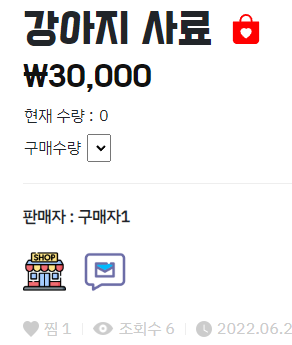 강아지 사료
₩30,000
현재 수량 : 0
구매수량
판매자 : 구매자1
SHOP
찜 1 | 조회수 6 | 2022.06.2